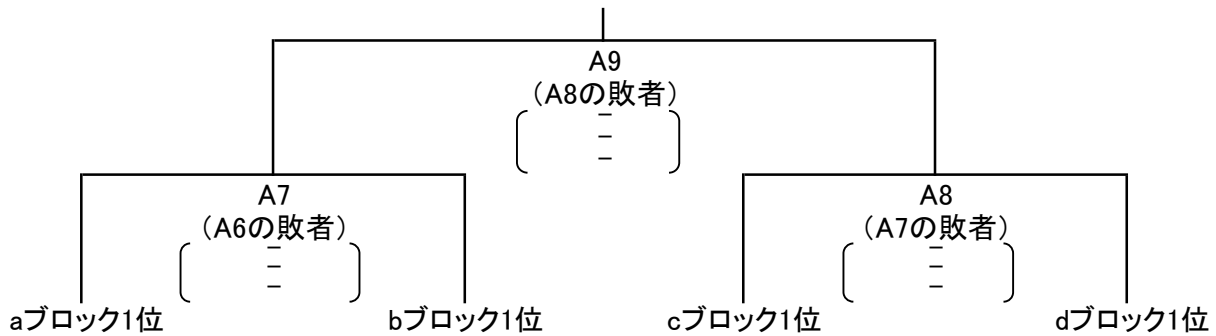 A9
（A8の敗者）
－
－
－
A7
（A6の敗者）
－
－
－
A8
（A7の敗者）
－
－
－
aブロック1位
bブロック1位
cブロック1位
dブロック1位